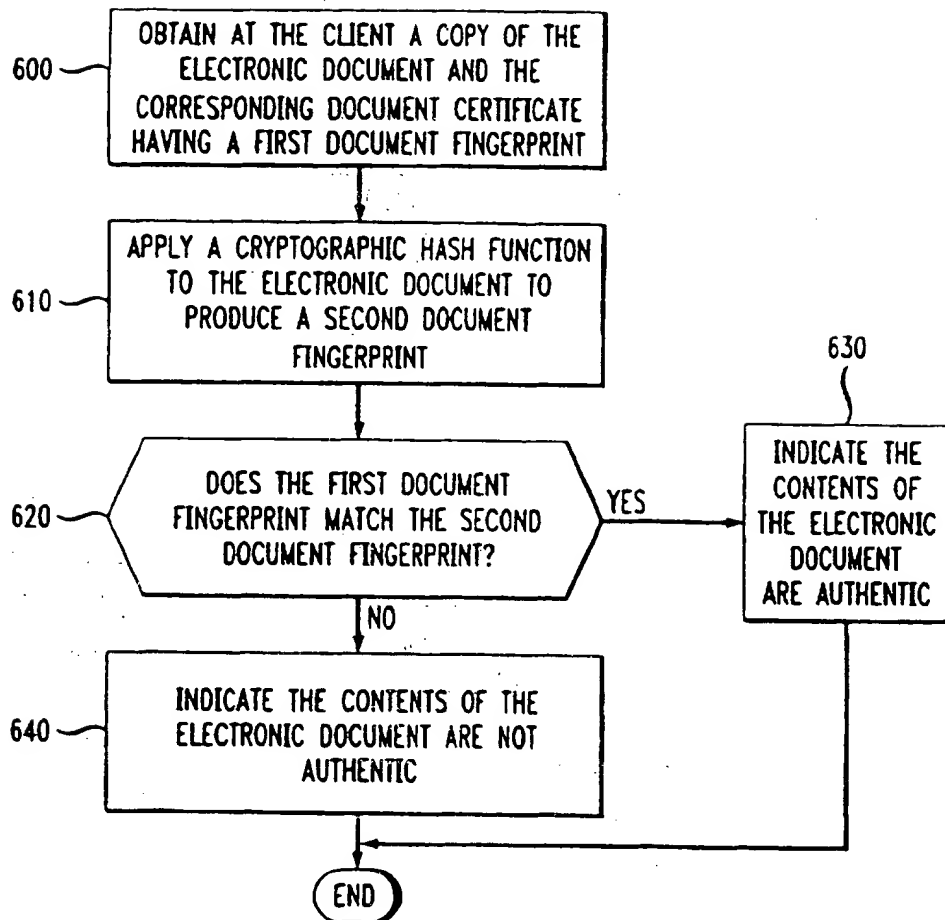 600
OBTAIN AT THE CLIENT A COPY OF THE
ELECTRONIC DOCUMENT AND THE
CORRESPONDING DOCUMENT CERTIFICATE
HAVING A FIRST DOCUMENT FINGERPRINT
610
APPLY A CRYPTOGRAPHIC HASH FUNCTION
TO THE ELECTRONIC DOCUMENT TO
PRODUCE A SECOND DOCUMENT
FINGERPRINT
620
DOES THE FIRST DOCUMENT
FINGERPRINT MATCH THE SECOND
DOCUMENT FINGERPRINT?
YES
630
INDICATE THE
CONTENTS OF
THE ELECTRONIC
DOCUMENT
ARE AUTHENTIC
NO
640
INDICATE THE CONTENTS OF THE
ELECTRONIC DOCUMENT ARE NOT
AUTHENTIC
END